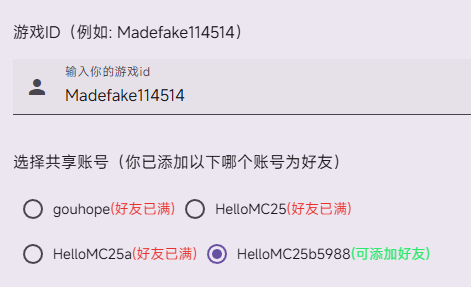 游戏ID（例如: Madefake114514）
输入你的游戏id
Madefake114514
选择共享账号（你已添加以下哪个账号为好友）
gouhope(好友已满) HelloMC25(好友已满)
HelloMC25a(好友已满) HelloMC25b5988(可添加好友)